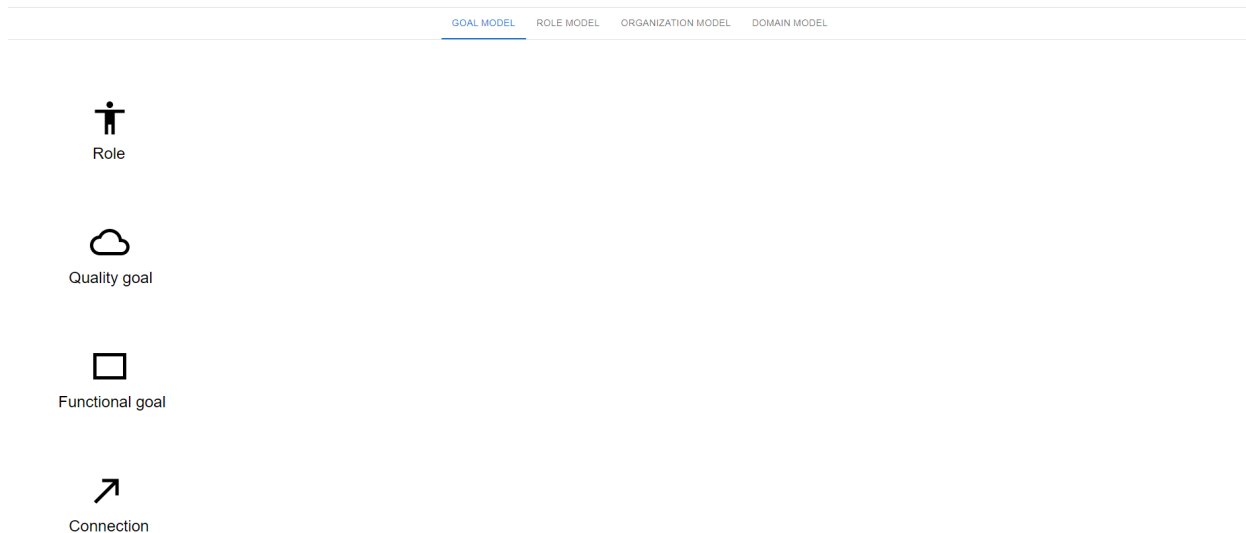 GOAL MODEL ROLE MODEL ORGANIZATION MODEL DOMAIN MODEL
Role
Quality goal
Functional goal
Connection